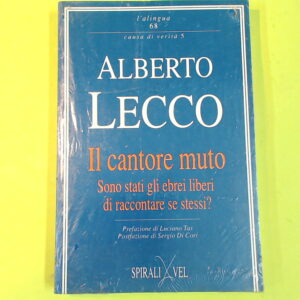 l'alingua
68
causa di verità 5
ALBERTO
LECCO
Il cantore muto
Sono stati gli ebrei liberi
di raccontare se stessi?
Prefazione di Luciano Tas
Postfazione di Sergio Di Cori
SPIRALI VEL